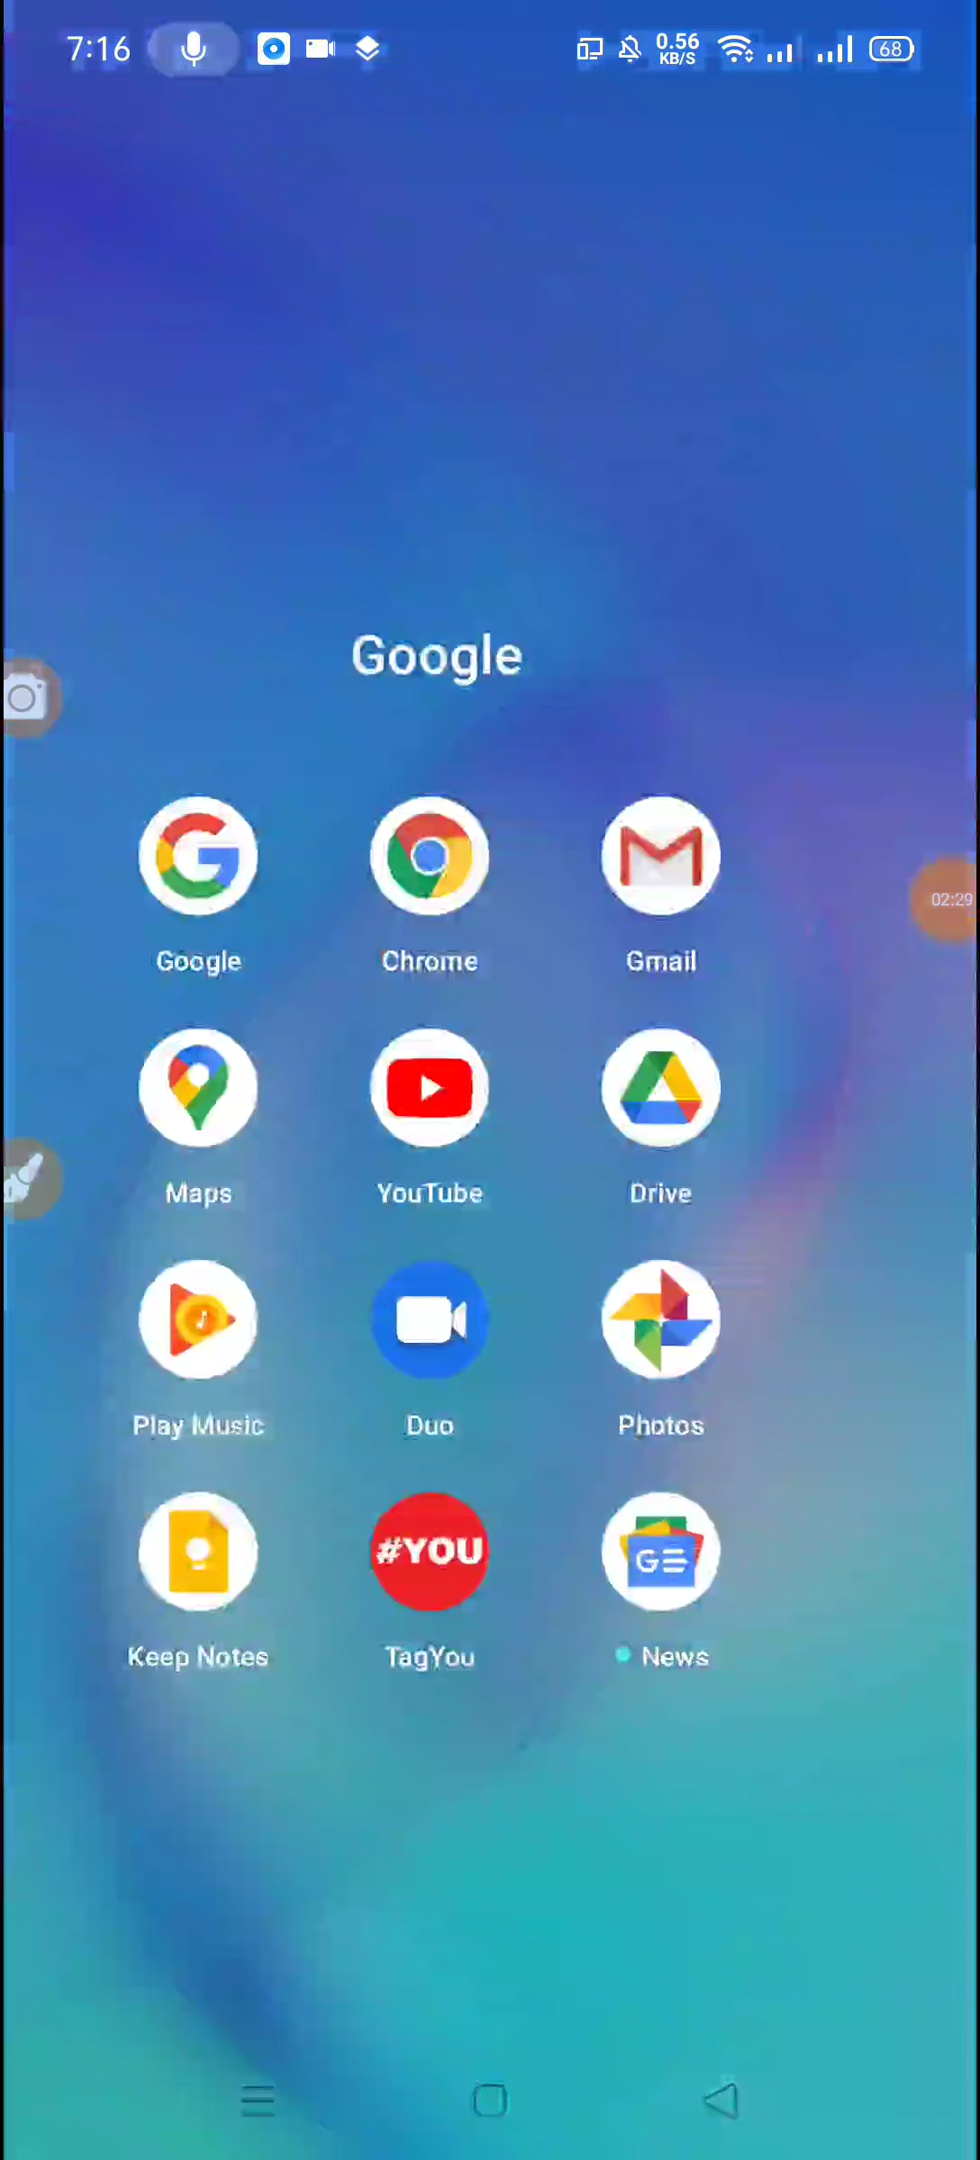 7:16 0.56 KB/S 68
Google
02:29
Google Chrome Gmail
Maps YouTube Drive
Play Music Duo Photos
#YOU
GE
Keep Notes TagYou News